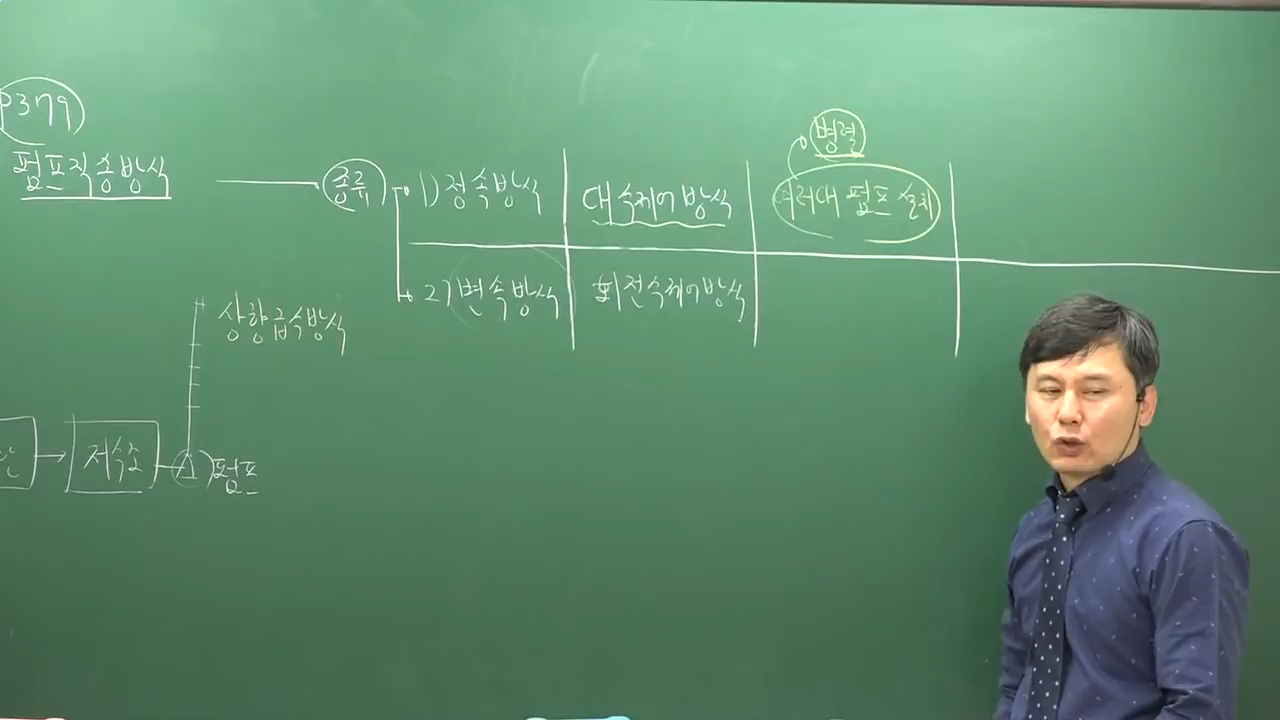 P379
펌프직송방식
종류
1) 정속방식
대수제어방식
병렬
여러대 펌프 설치
2) 변속방식
회전수제어방식
상향급수방식
저수조
펌프